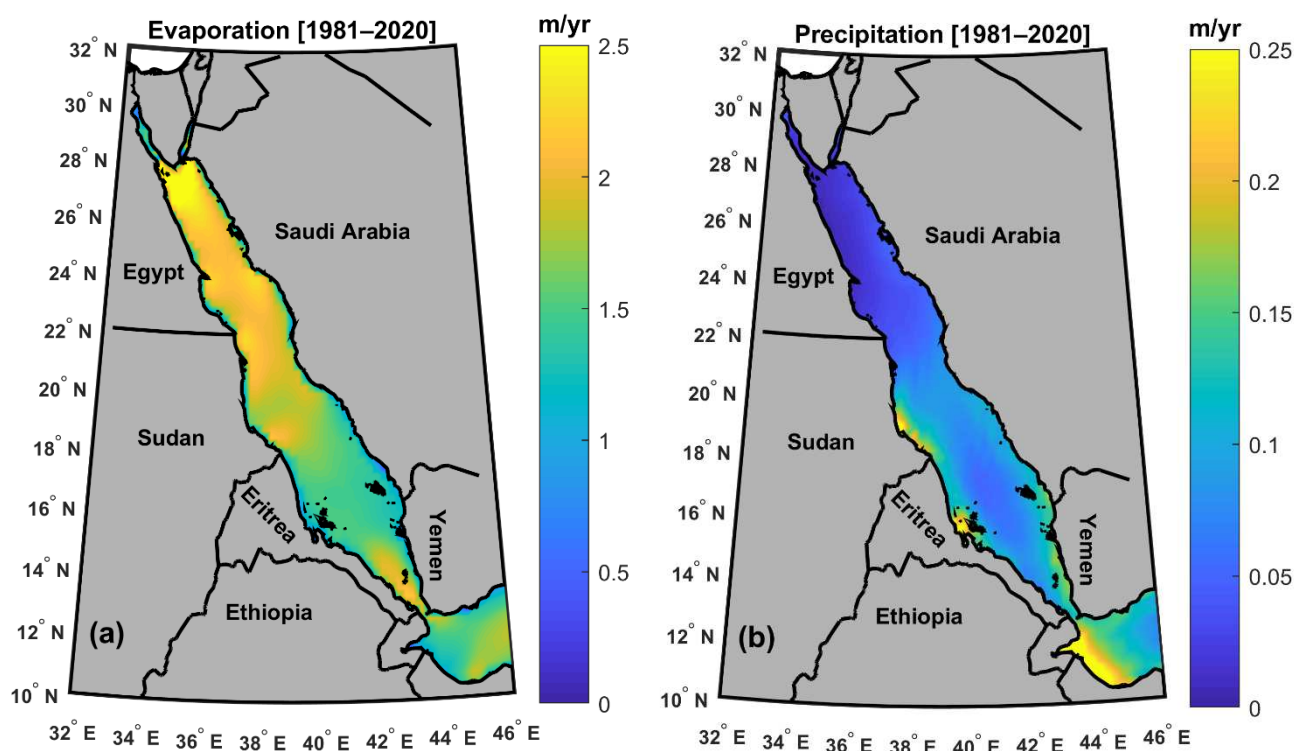 Evaporation [1981–2020]
m/yr
32° N
30° N
28° N
26° N
24° N
22° N
20° N
18° N
16° N
14° N
12° N
10° N
32° E 34° E 36° E 38° E 40° E 42° E 44° E 46° E
Saudi Arabia
Egypt
Sudan
Eritrea
Yemen
Ethiopia
(a)
2.5
2
1.5
1
0.5
0
Precipitation [1981–2020]
m/yr
32° N
30° N
28° N
26° N
24° N
22° N
20° N
18° N
16° N
14° N
12° N
10° N
32° E 34° E 36° E 38° E 40° E 42° E 44° E 46° E
Saudi Arabia
Egypt
Sudan
Eritrea
Yemen
Ethiopia
(b)
0.25
0.2
0.15
0.1
0.05
0